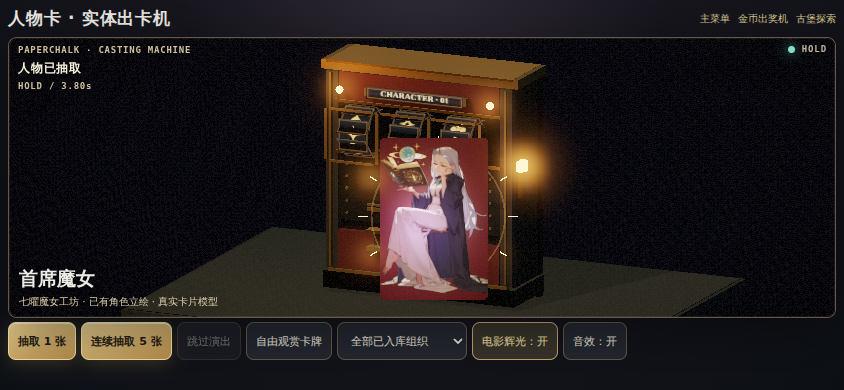 人物卡 · 实体出卡机
主菜单 金币出奖机 古堡探索
PAPERCHALK · CASTING MACHINE
HOLD
人物已抽取
HOLD / 3.80s
CHARACTER · 01
首席魔女
七曜魔女工坊 · 已有角色立绘 · 真实卡片模型
抽取 1 张
连续抽取 5 张
跳过演出
自由观赏卡牌
全部已入库组织
电影辉光：开
音效：开